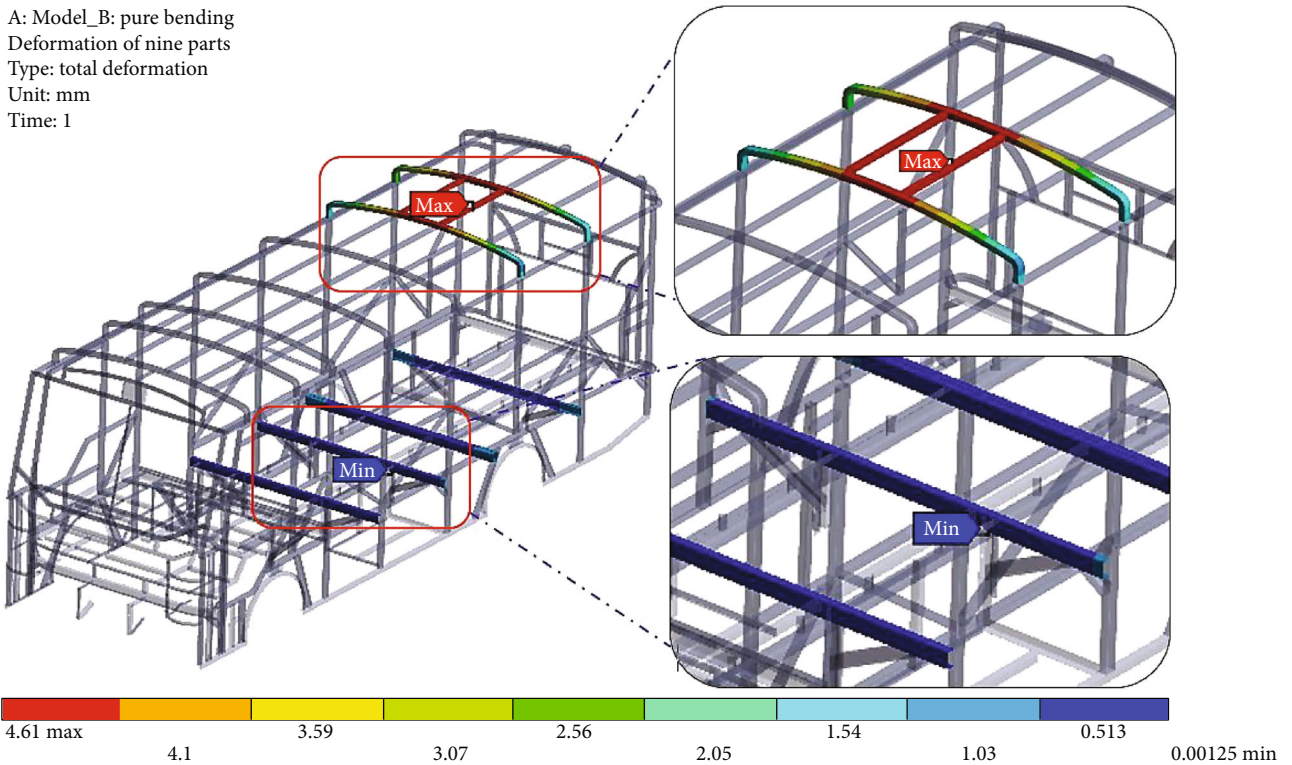 A: Model_B: pure bending
Deformation of nine parts
Type: total deformation
Unit: mm
Time: 1
Max
Max
Min
Min
4.61 max
4.1
3.59
3.07
2.56
2.05
1.54
1.03
0.513
0.00125 min